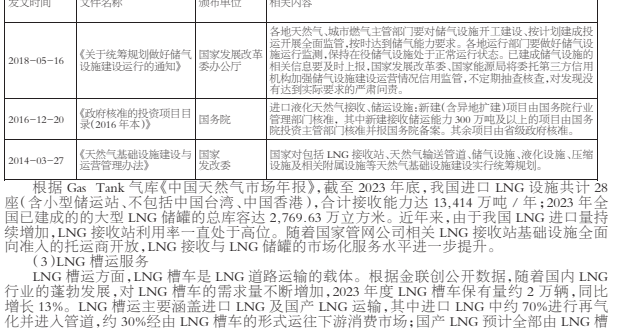 发文时间 文件名称 颁布单位 相关内容
各地天然气、城市燃气主管部门要对储气设施开工建设、按计划建成投
运开展全面监管,按时达到储气能力要求。各地运行部门要做好储气设
施运行监测,保持在役储气设施处于正常运行状态。已建成储气设施的
2018-05-16 《关于统筹规划做好储气设施建设运行的通知》 国家发展改革委办公厅 相关信息要及时上报,国家发展改革委、国家能源局将委托第三方信用
机构加强储气设施建设运营情况信用监管,不定期抽查核查,对发现没
有达到实际要求的严肃问责。
进口液化天然气接收、储运设施:新建(含异地扩建)项目由国务院行业
2016-12-20 《政府核准的投资项目目录(2016年本)》 国务院 管理部门核准,其中新建接收储运能力300万吨及以上的项目由国务
院投资主管部门核准并报国务院备案。其余项目由省级政府核准。
2014-03-27 《天然气基础设施建设与运营管理办法》 国家发改委 国家对包括LNG接收站、天然气输送管道、储气设施、液化设施、压缩
设施及相关附属设施等天然气基础设施建设实行统筹规划。
根据Gas Tank气库《中国天然气市场年报》,截至2023年底,我国进口LNG设施共计28
座(含小型储运站、不包括中国台湾、中国香港),合计接收能力达13,414万吨/年;2023年全
国已建成的的大型LNG储罐的总库容达2,769.63万立方米。近年来,由于我国LNG进口量持
续增加,LNG接收站利用率一直处于高位。随着国家管网公司相关LNG接收站基础设施全面
向准入的托运商开放,LNG接收与LNG储罐的市场化服务水平进一步提升。
(3)LNG槽运服务
LNG槽运方面,LNG槽车是LNG道路运输的载体。根据金联创公开数据,随着国内LNG
行业的蓬勃发展,对LNG槽车的需求量不断增加,2023年度LNG槽车保有量约2万辆,同比
增长13%。LNG槽运主要涵盖进口LNG及国产LNG运输,其中进口LNG中约70%进行再气
化并进入管道,约30%经由LNG槽车的形式运往下游消费市场;国产LNG预计全部由LNG槽